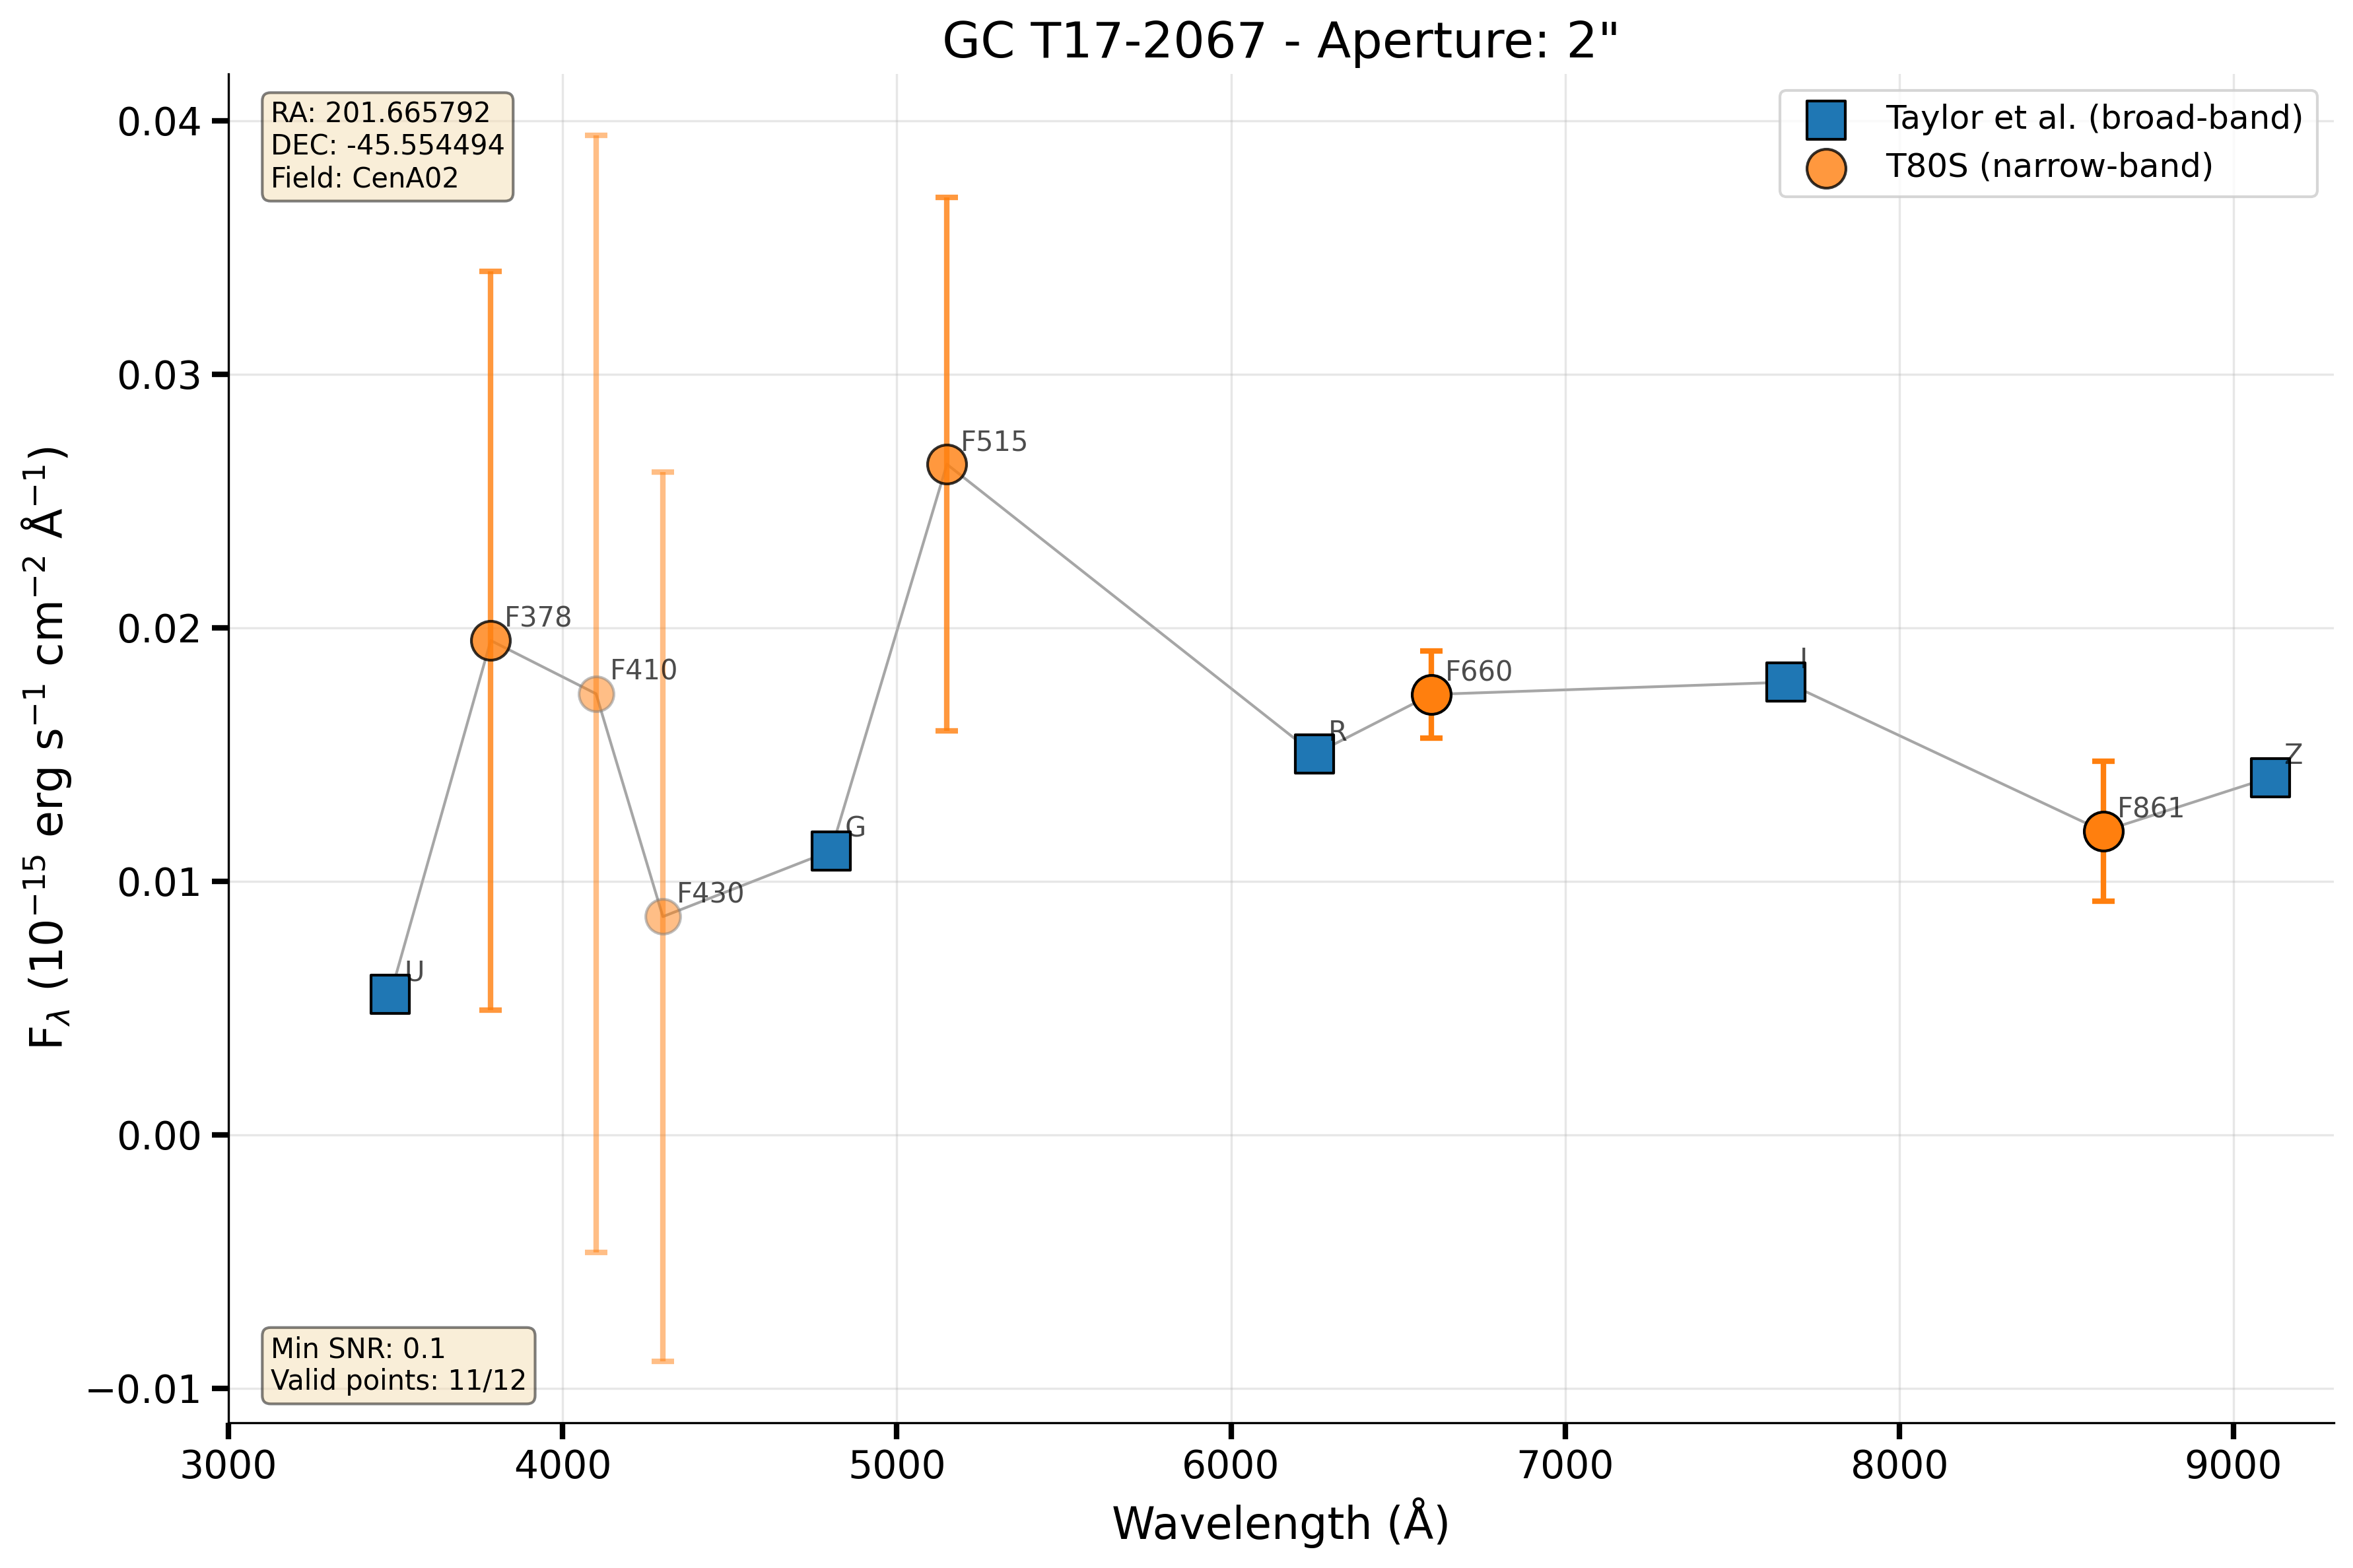 GC T17-2067 - Aperture: 2"
RA: 201.665792
DEC: -45.554494
Field: CenA02
Taylor et al. (broad-band)
T80S (narrow-band)
0.04
0.03
0.02
0.01
0.00
−0.01
F_λ (10⁻¹⁵ erg s⁻¹ cm⁻² Å⁻¹)
U
F378
F410
F430
G
F515
R
F660
I
F861
Z
Min SNR: 0.1
Valid points: 11/12
3000 4000 5000 6000 7000 8000 9000
Wavelength (Å)